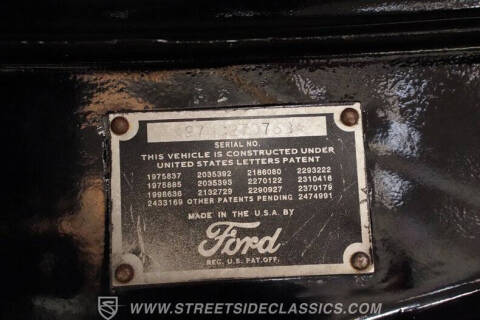 SERIAL NO.
THIS VEHICLE IS CONSTRUCTED UNDER
UNITED STATES LETTERS PATENT
1975837 2035392 2186080 2293222
1975885 2035393 2270122 2310416
1998638 2132729 2290927 2370179
2433169 OTHER PATENTS PENDING 2474991
MADE IN THE U.S.A. BY
Ford
REG. U.S. PAT. OFF.
WWW.STREETSIDECLASSICS.COM